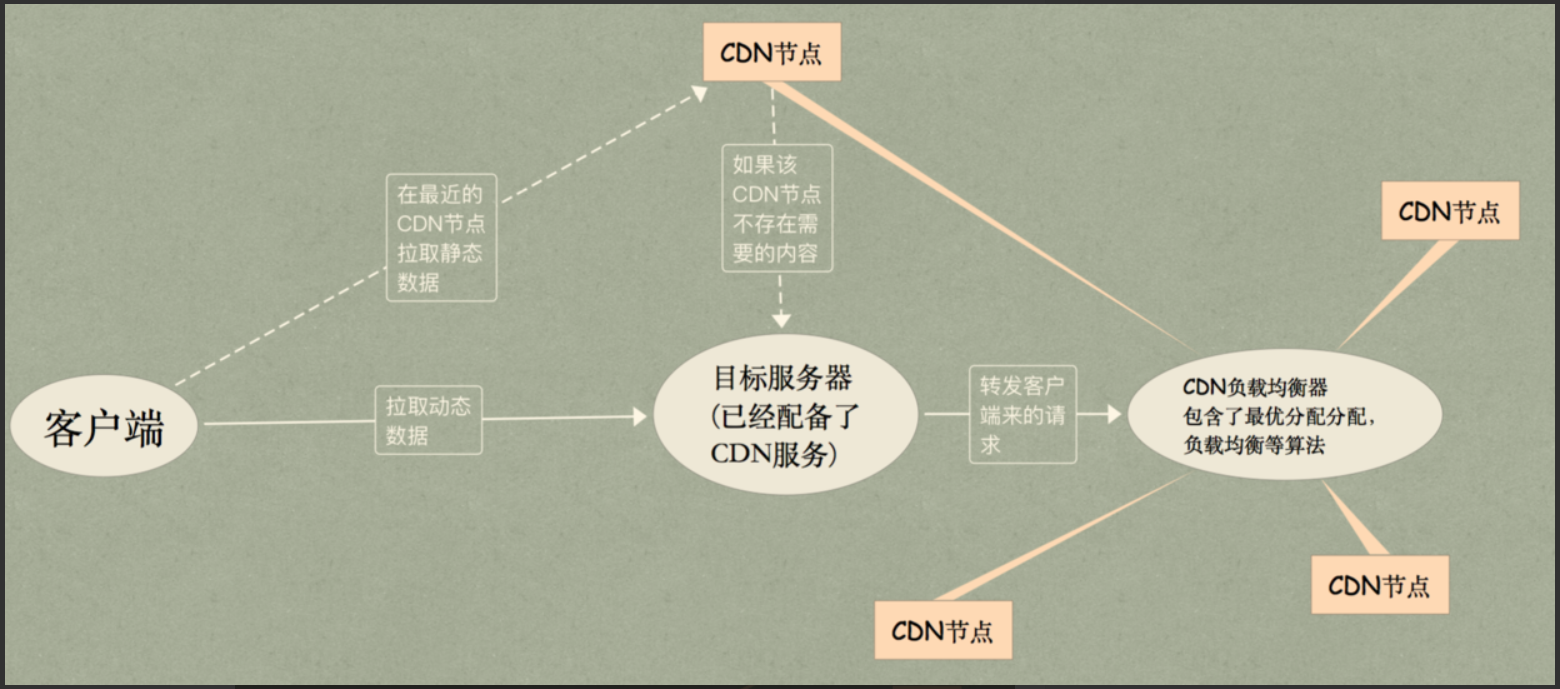 CDN节点
在最近的
CDN节点
拉取静态
数据
如果该
CDN节点
不存在需
要的内容
CDN节点
客户端
拉取动态
数据
目标服务器
(已经配备了
CDN服务)
转发客户
端来的请
求
CDN负载均衡器
包含了最优分配分配，
负载均衡等算法
CDN节点
CDN节点